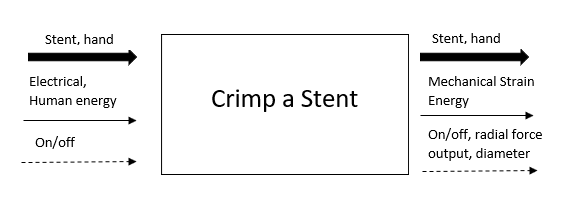 Stent, hand
Electrical,
Human energy
On/off
Crimp a Stent
Stent, hand
Mechanical Strain
Energy
On/off, radial force
output, diameter